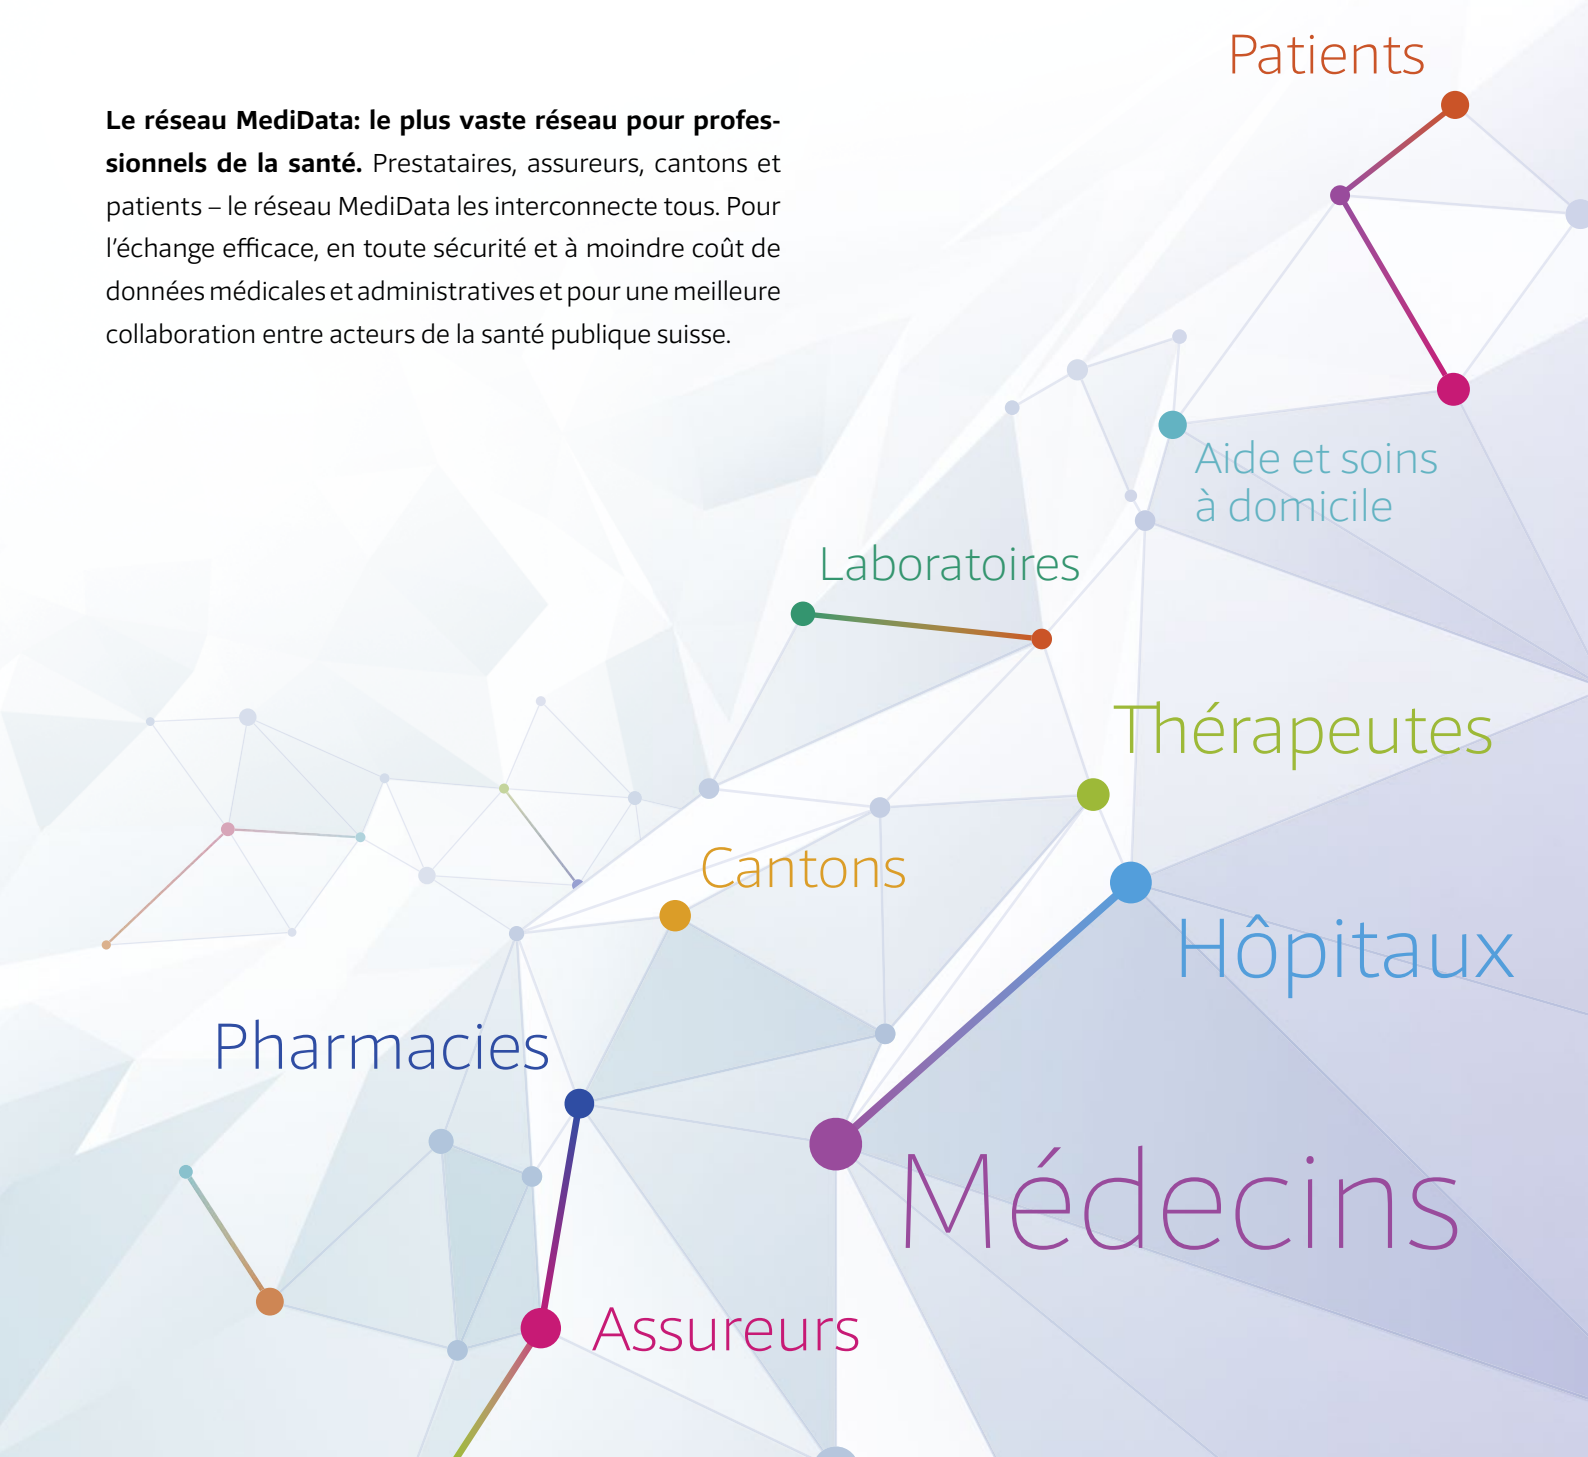 Patients
Le réseau MediData: le plus vaste réseau pour profes-
sionnels de la santé. Prestataires, assureurs, cantons et
patients – le réseau MediData les interconnecte tous. Pour
l’échange efficace, en toute sécurité et à moindre coût de
données médicales et administratives et pour une meilleure
collaboration entre acteurs de la santé publique suisse.
Aide et soins
à domicile
Laboratoires
Thérapeutes
Cantons
Hôpitaux
Pharmacies
Médecins
Assureurs